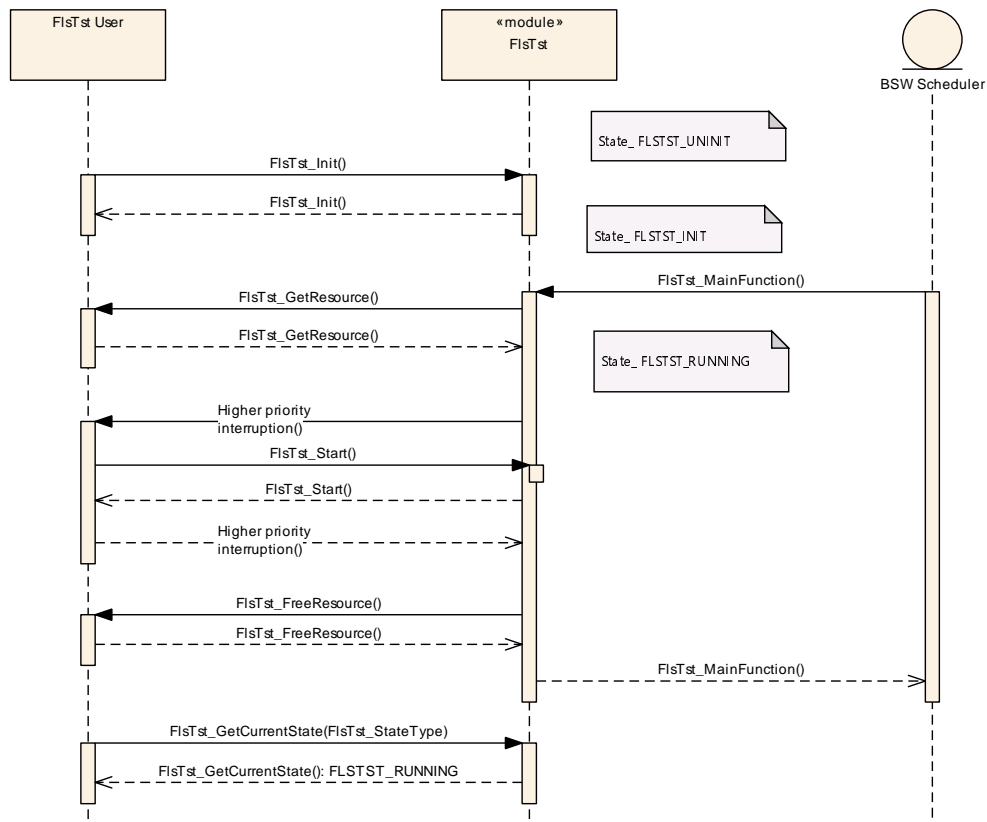 FlsTst User
«module»
FlsTst
BSW Scheduler
State_ FLSTST_UNINIT
FlsTst_Init()
FlsTst_Init()
State_ FLSTST_INIT
FlsTst_MainFunction()
FlsTst_GetResource()
FlsTst_GetResource()
State_ FLSTST_RUNNING
Higher priority
interruption()
FlsTst_Start()
FlsTst_Start()
Higher priority
interruption()
FlsTst_FreeResource()
FlsTst_FreeResource()
FlsTst_MainFunction()
FlsTst_GetCurrentState(FlsTst_StateType)
FlsTst_GetCurrentState(): FLSTST_RUNNING